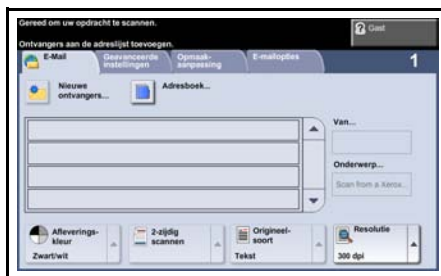 Gereed om uw opdracht te scannen.
Gast
Ontvangers aan de adreslijst toevoegen.
E-Mail
Geavanceerde instellingen
Opmaak-aanpassing
E-mailopties
1
Nieuwe ontvangers...
Adresboek...
Van...
Onderwerp...
Scan from a Xerox...
Afleverings-kleur
Zwart/wit
2-zijdig scannen
Origineel-soort
Tekst
Resolutie
300 dpi